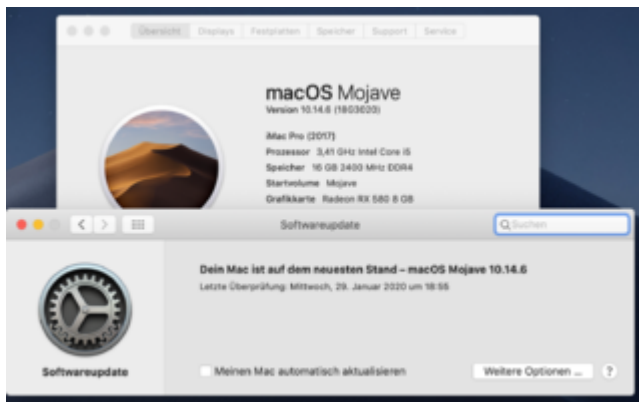 Übersicht Displays Festplatten Speicher Support Service
macOS Mojave
Version 10.14.6 (18G3020)
iMac Pro (2017)
Prozessor 3,41 GHz Intel Core i5
Speicher 16 GB 2400 MHz DDR4
Startvolume Mojave
Grafikkarte Radeon RX 580 8 GB
Softwareupdate
Suchen
Dein Mac ist auf dem neuesten Stand – macOS Mojave 10.14.6
Letzte Überprüfung: Mittwoch, 29. Januar 2020 um 18:55
Softwareupdate
Meinen Mac automatisch aktualisieren
Weitere Optionen ...
?